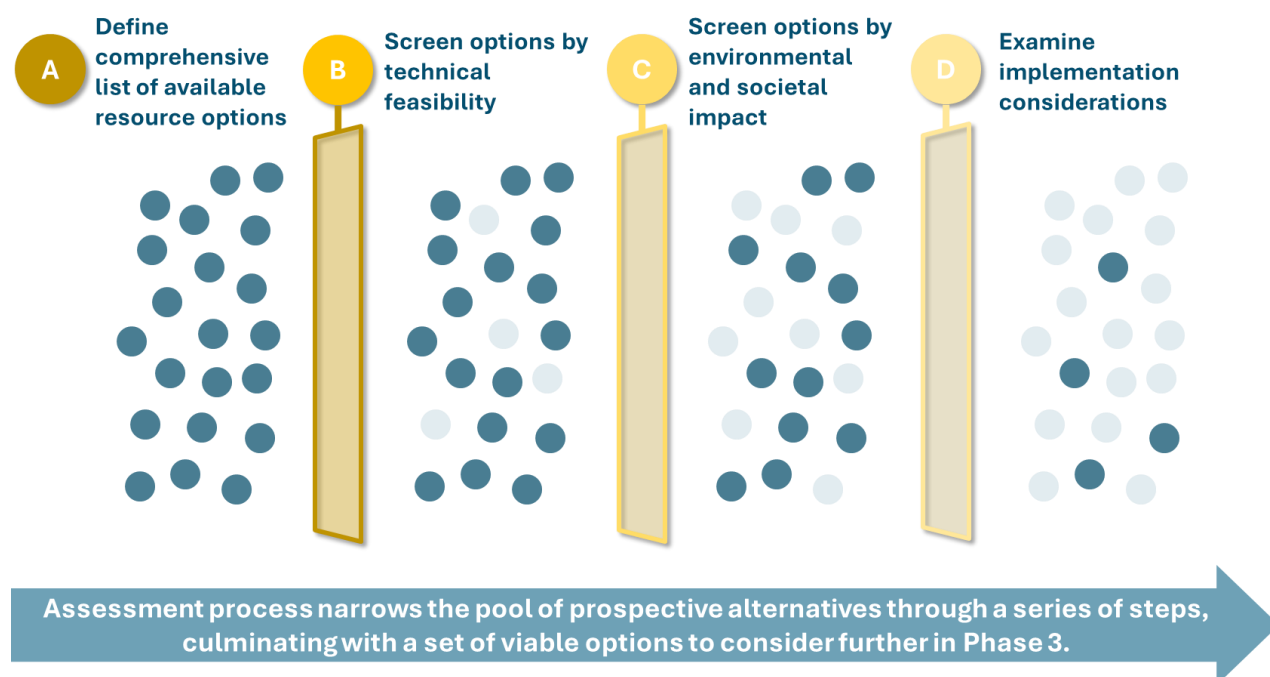 A
Define
comprehensive
list of available
resource options
B
Screen options by
technical
feasibility
C
Screen options by
environmental
and societal
impact
D
Examine
implementation
considerations
Assessment process narrows the pool of prospective alternatives through a series of steps,
culminating with a set of viable options to consider further in Phase 3.